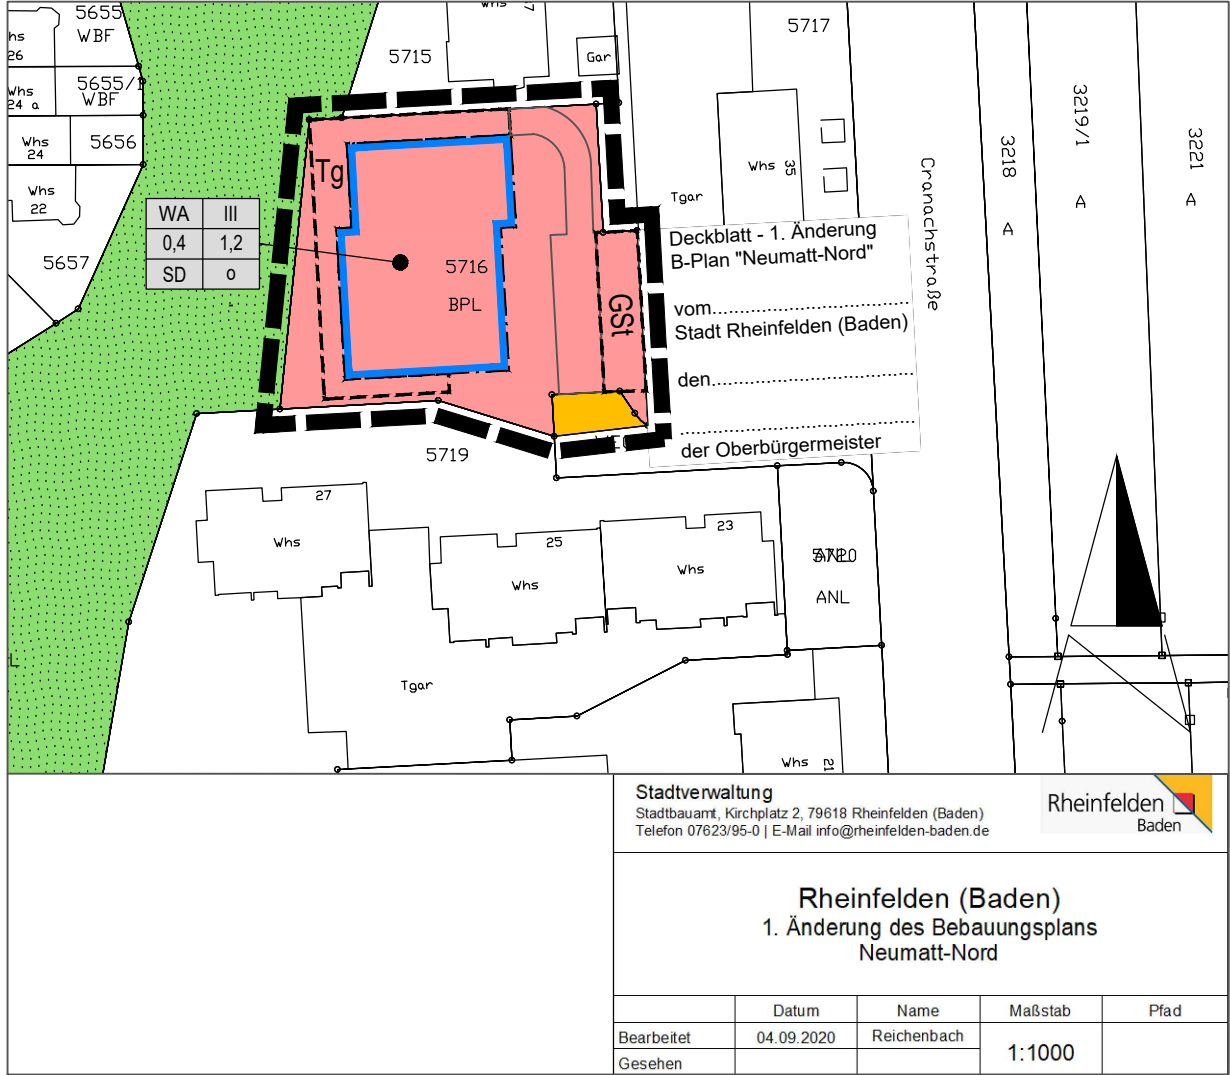 5655
WBF
hs
26
5655/1
WBF
Whs
24 a
Whs
24
5656
Whs
22
5657
5715
Whs
Gar
5717
Whs
35
Tgar
Cranachstraße
3218
A
3219/1
A
3221
A
WA III
0,4 1,2
SD o
Tg
5716
BPL
GSt
Deckblatt - 1. Änderung
B-Plan "Neumatt-Nord"
vom
Stadt Rheinfelden (Baden)
den
der Oberbürgermeister
5719
27
Whs
25
Whs
23
Whs
ANL
Tgar
Whs
21
Stadtverwaltung
Stadtbauamt, Kirchplatz 2, 79618 Rheinfelden (Baden)
Telefon 07623/95-0 | E-Mail info@rheinfelden-baden.de
Rheinfelden
Baden
Rheinfelden (Baden)
1. Änderung des Bebauungsplans
Neumatt-Nord
Datum Name Maßstab Pfad
Bearbeitet 04.09.2020 Reichenbach
1:1000
Gesehen